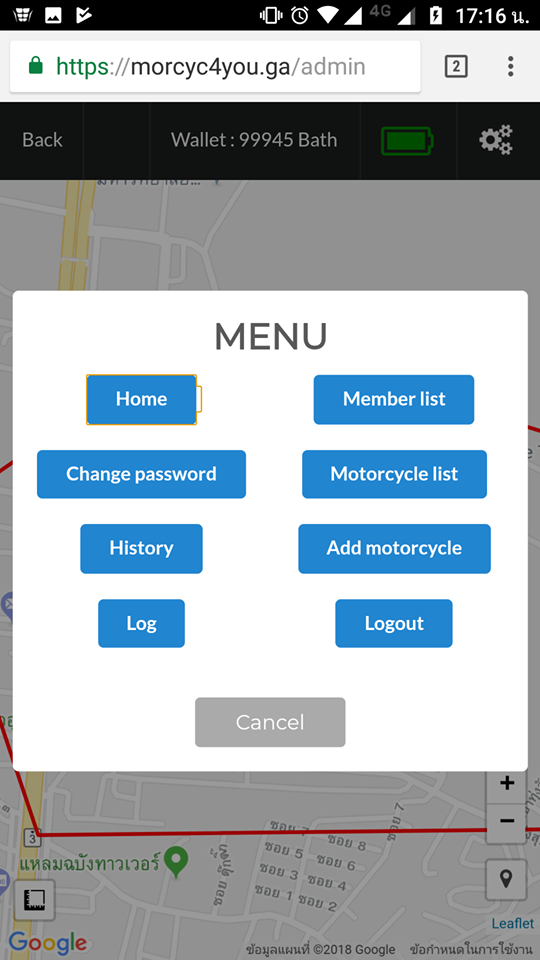 4G
17:16 น.
https://morcyc4you.ga/admin
2
Back
Wallet : 99945 Bath
MENU
Home
Member list
Change password
Motorcycle list
History
Add motorcycle
Log
Logout
Cancel
+
−
3
ซอย 7
ซอย 7
ซอย 8
ซอย 5
ซอย 6
ซอย 3
ซอย 4
ซอย 1
ซอย 2
แหลมฉบังทาวเวอร์
Leaflet
Google
ข้อมูลแผนที่ ©2018 Google
ข้อกำหนดในการใช้งาน